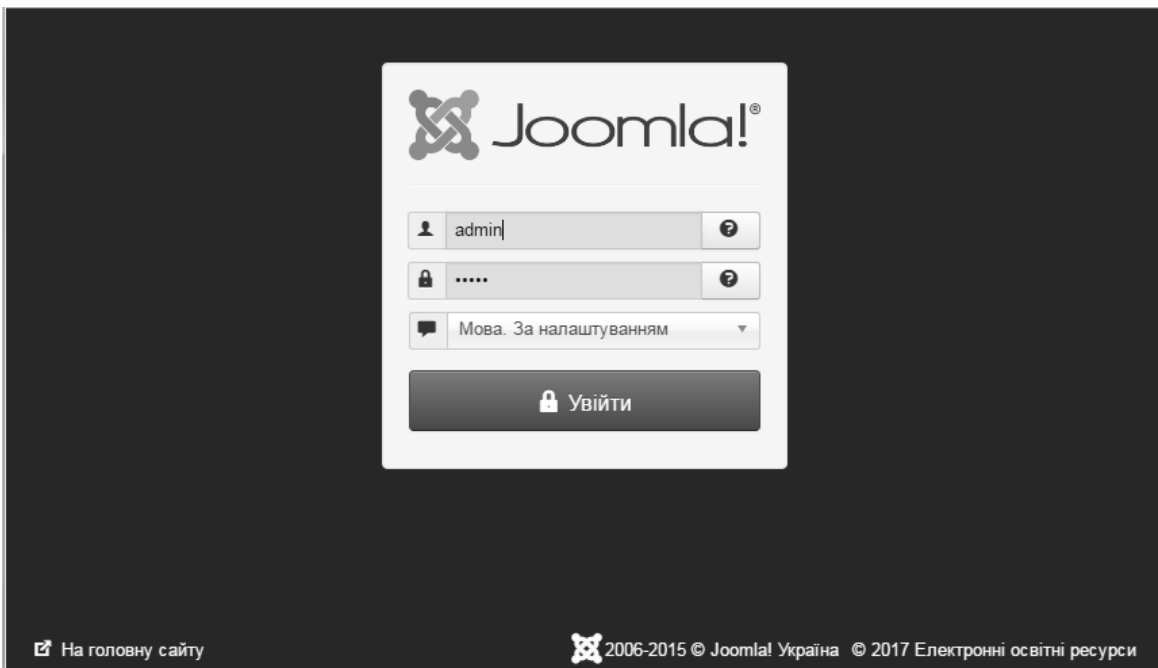 Joomla!®
admin
•••••
Мова. За налаштуванням
Увійти
На головну сайту
2006-2015 © Joomla! Україна © 2017 Електронні освітні ресурси